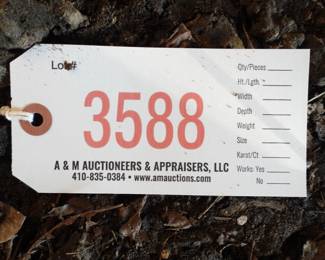 Lot#
3588
A & M AUCTIONEERS & APPRAISERS, LLC
410-835-0384 • www.amauctions.com
Qty/Pieces
Ht./Lgth
Width
Depth
Weight
Size
Karat/Ct
Works: Yes
No